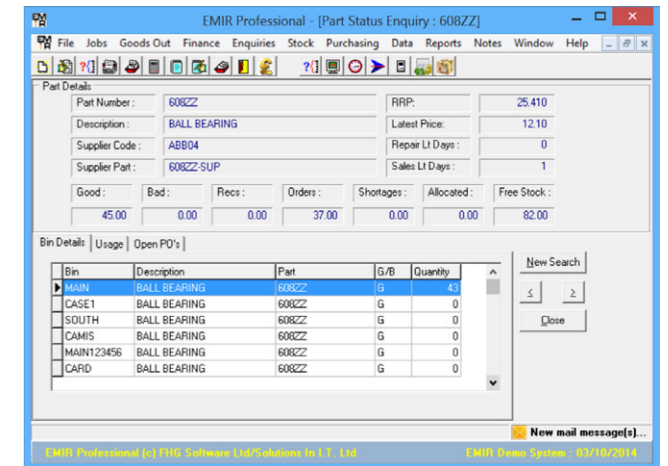 EMIR Professional - [Part Status Enquiry : 608ZZ]
File Jobs Goods Out Finance Enquiries Stock Purchasing Data Reports Notes Window Help
Part Details
Part Number : 608ZZ RRP: 25.410
Description : BALL BEARING Latest Price: 12.10
Supplier Code : ABB04 Repair Lt Days : 0
Supplier Part : 608ZZ-SUP Sales Lt Days : 1
Good : Bad : Recs : Orders : Shortages : Allocated : Free Stock :
45.00 0.00 0.00 37.00 0.00 0.00 82.00
Bin Details Usage Open PO's
New Search
Bin Description Part G/B Quantity
MAIN BALL BEARING 608ZZ G 43
CASE1 BALL BEARING 608ZZ G 0
< >
SOUTH BALL BEARING 608ZZ G 0
Close
CAMIS BALL BEARING 608ZZ G 0
MAIN123456 BALL BEARING 608ZZ G 0
CARD BALL BEARING 608ZZ G 0
New mail message(s)...
EMIR Professional (c) FHG Software Ltd/Solutions In I.T. Ltd EMIR Demo System : 03/10/2014